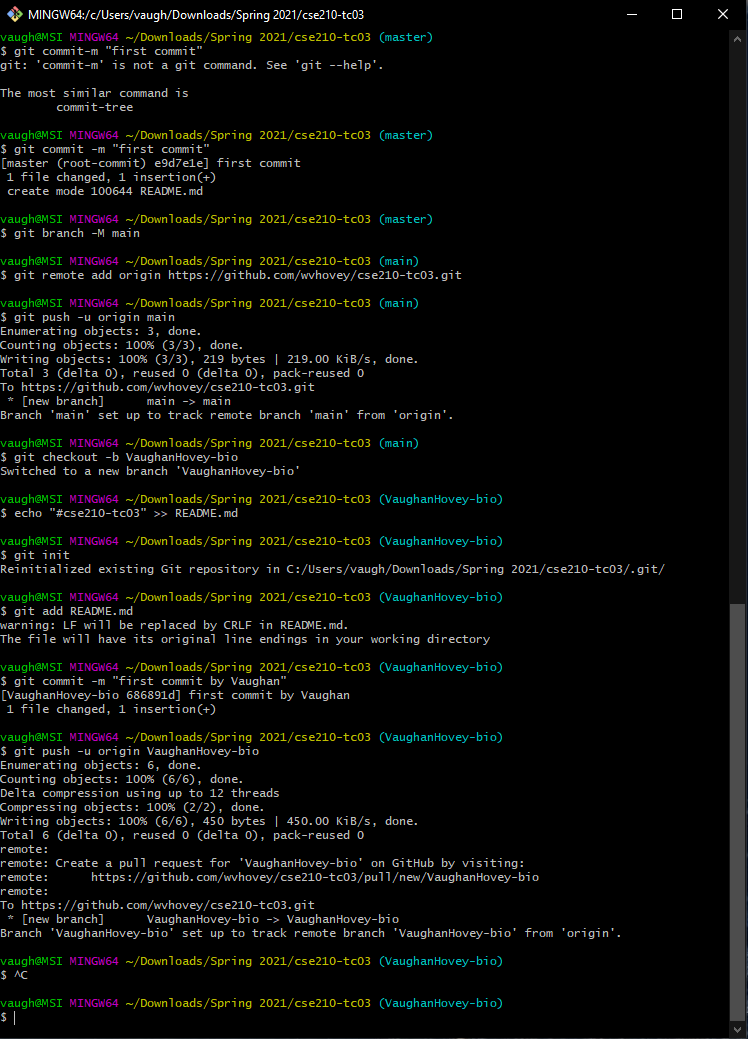 MINGW64:/c/Users/vaugh/Downloads/Spring 2021/cse210-tc03
vaugh@MSI MINGW64 ~/Downloads/Spring 2021/cse210-tc03 (master)
$ git commit-m "first commit"
git: 'commit-m' is not a git command. See 'git --help'.
The most similar command is
        commit-tree
vaugh@MSI MINGW64 ~/Downloads/Spring 2021/cse210-tc03 (master)
$ git commit -m "first commit"
[master (root-commit) e9d7e1e] first commit
 1 file changed, 1 insertion(+)
 create mode 100644 README.md
vaugh@MSI MINGW64 ~/Downloads/Spring 2021/cse210-tc03 (master)
$ git branch -M main
vaugh@MSI MINGW64 ~/Downloads/Spring 2021/cse210-tc03 (main)
$ git remote add origin https://github.com/wvhovey/cse210-tc03.git
vaugh@MSI MINGW64 ~/Downloads/Spring 2021/cse210-tc03 (main)
$ git push -u origin main
Enumerating objects: 3, done.
Counting objects: 100% (3/3), done.
Writing objects: 100% (3/3), 219 bytes | 219.00 KiB/s, done.
Total 3 (delta 0), reused 0 (delta 0), pack-reused 0
To https://github.com/wvhovey/cse210-tc03.git
 * [new branch]      main -> main
Branch 'main' set up to track remote branch 'main' from 'origin'.
vaugh@MSI MINGW64 ~/Downloads/Spring 2021/cse210-tc03 (main)
$ git checkout -b VaughanHovey-bio
Switched to a new branch 'VaughanHovey-bio'
vaugh@MSI MINGW64 ~/Downloads/Spring 2021/cse210-tc03 (VaughanHovey-bio)
$ echo "#cse210-tc03" >> README.md
vaugh@MSI MINGW64 ~/Downloads/Spring 2021/cse210-tc03 (VaughanHovey-bio)
$ git init
Reinitialized existing Git repository in C:/Users/vaugh/Downloads/Spring 2021/cse210-tc03/.git/
vaugh@MSI MINGW64 ~/Downloads/Spring 2021/cse210-tc03 (VaughanHovey-bio)
$ git add README.md
warning: LF will be replaced by CRLF in README.md.
The file will have its original line endings in your working directory
vaugh@MSI MINGW64 ~/Downloads/Spring 2021/cse210-tc03 (VaughanHovey-bio)
$ git commit -m "first commit by Vaughan"
[VaughanHovey-bio 686891d] first commit by Vaughan
 1 file changed, 1 insertion(+)
vaugh@MSI MINGW64 ~/Downloads/Spring 2021/cse210-tc03 (VaughanHovey-bio)
$ git push -u origin VaughanHovey-bio
Enumerating objects: 6, done.
Counting objects: 100% (6/6), done.
Delta compression using up to 12 threads
Compressing objects: 100% (2/2), done.
Writing objects: 100% (6/6), 450 bytes | 450.00 KiB/s, done.
Total 6 (delta 0), reused 0 (delta 0), pack-reused 0
remote:
remote: Create a pull request for 'VaughanHovey-bio' on GitHub by visiting:
remote:      https://github.com/wvhovey/cse210-tc03/pull/new/VaughanHovey-bio
remote:
To https://github.com/wvhovey/cse210-tc03.git
 * [new branch]      VaughanHovey-bio -> VaughanHovey-bio
Branch 'VaughanHovey-bio' set up to track remote branch 'VaughanHovey-bio' from 'origin'.
vaugh@MSI MINGW64 ~/Downloads/Spring 2021/cse210-tc03 (VaughanHovey-bio)
$ ^C
vaugh@MSI MINGW64 ~/Downloads/Spring 2021/cse210-tc03 (VaughanHovey-bio)
$